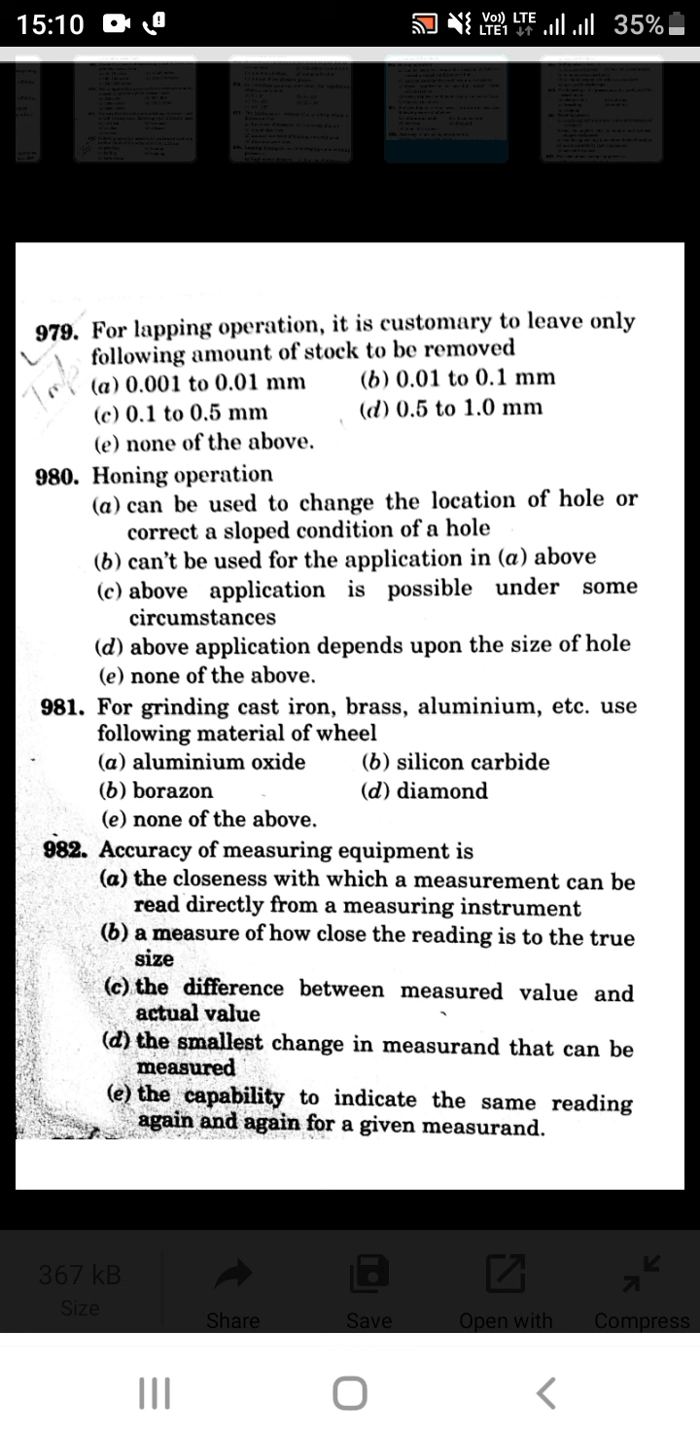 15:10
Vo)) LTE
LTE1
35%
979. For lapping operation, it is customary to leave only
following amount of stock to be removed
(a) 0.001 to 0.01 mm (b) 0.01 to 0.1 mm
(c) 0.1 to 0.5 mm (d) 0.5 to 1.0 mm
(e) none of the above.
980. Honing operation
(a) can be used to change the location of hole or
correct a sloped condition of a hole
(b) can't be used for the application in (a) above
(c) above application is possible under some
circumstances
(d) above application depends upon the size of hole
(e) none of the above.
981. For grinding cast iron, brass, aluminium, etc. use
following material of wheel
(a) aluminium oxide (b) silicon carbide
(b) borazon (d) diamond
(e) none of the above.
982. Accuracy of measuring equipment is
(a) the closeness with which a measurement can be
read directly from a measuring instrument
(b) a measure of how close the reading is to the true
size
(c) the difference between measured value and
actual value
(d) the smallest change in measurand that can be
measured
(e) the capability to indicate the same reading
again and again for a given measurand.
367 kB
Size
Share
Save
Open with
Compress